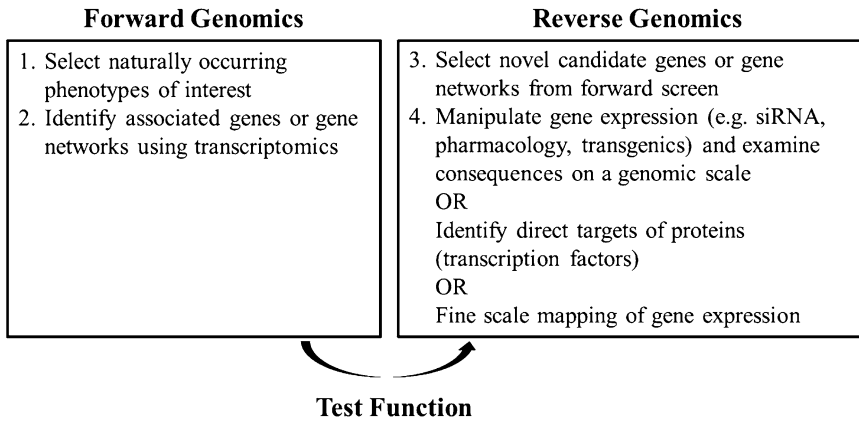 Forward Genomics
1. Select naturally occurring
phenotypes of interest
2. Identify associated genes or gene
networks using transcriptomics
Reverse Genomics
3. Select novel candidate genes or gene
networks from forward screen
4. Manipulate gene expression (e.g. siRNA,
pharmacology, transgenics) and examine
consequences on a genomic scale
OR
Identify direct targets of proteins
(transcription factors)
OR
Fine scale mapping of gene expression
Test Function